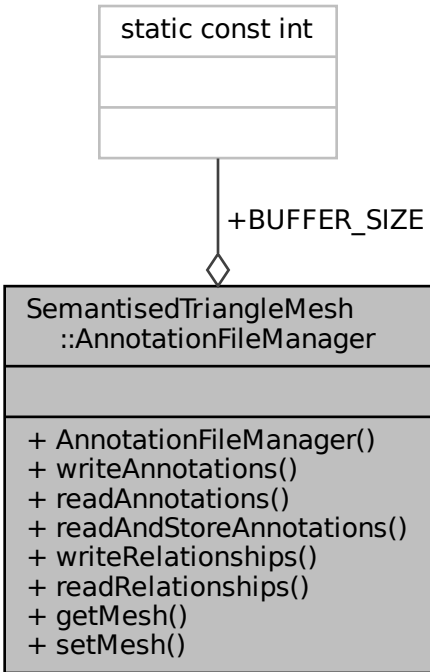 static const int
+BUFFER_SIZE
SemantisedTriangleMesh
::AnnotationFileManager
+ AnnotationFileManager()
+ writeAnnotations()
+ readAnnotations()
+ readAndStoreAnnotations()
+ writeRelationships()
+ readRelationships()
+ getMesh()
+ setMesh()